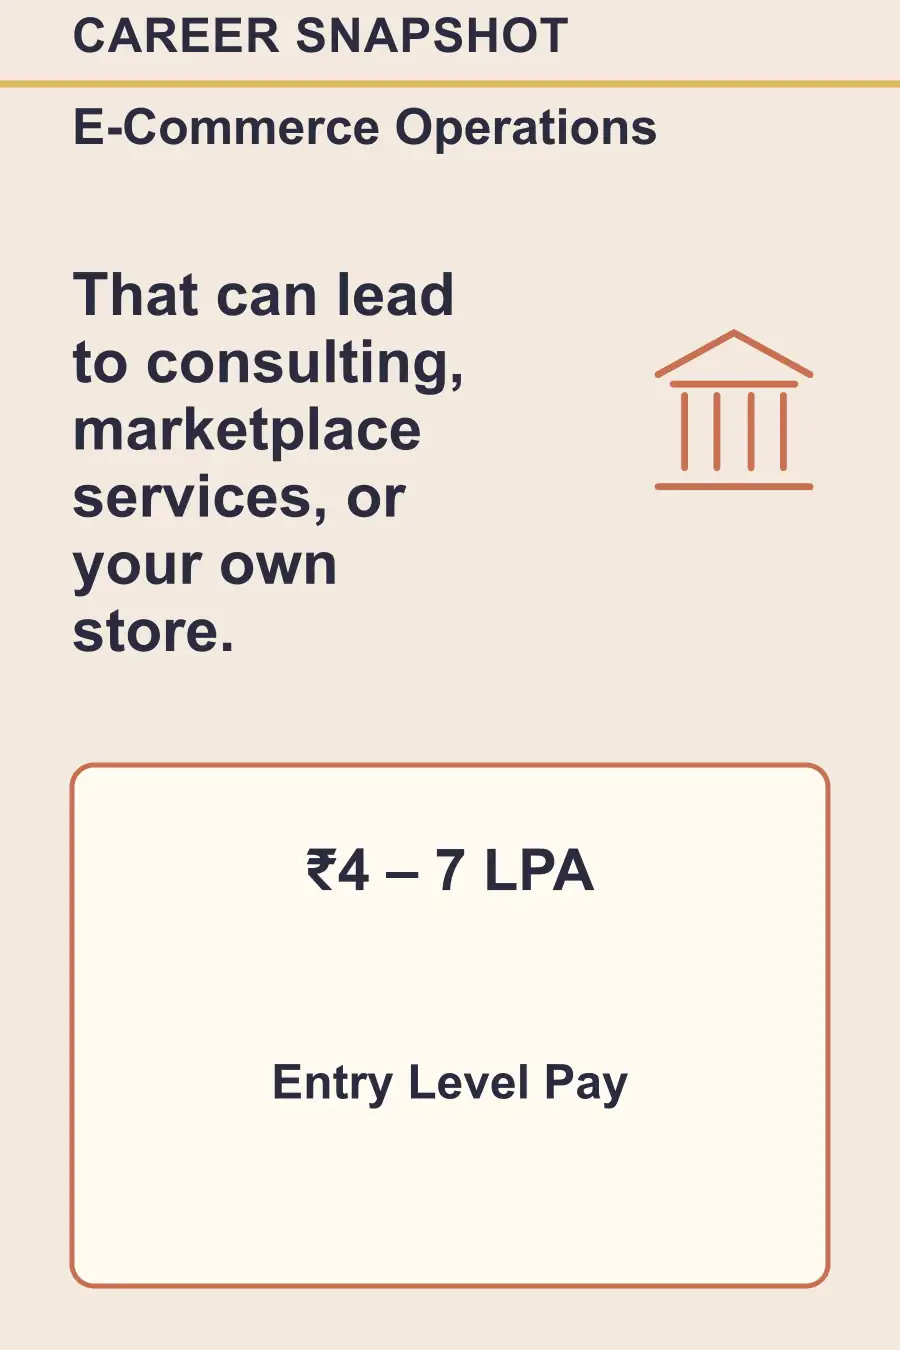 CAREER SNAPSHOT
E-Commerce Operations
That can lead
to consulting,
marketplace
services, or
your own
store.
₹4 – 7 LPA
Entry Level Pay